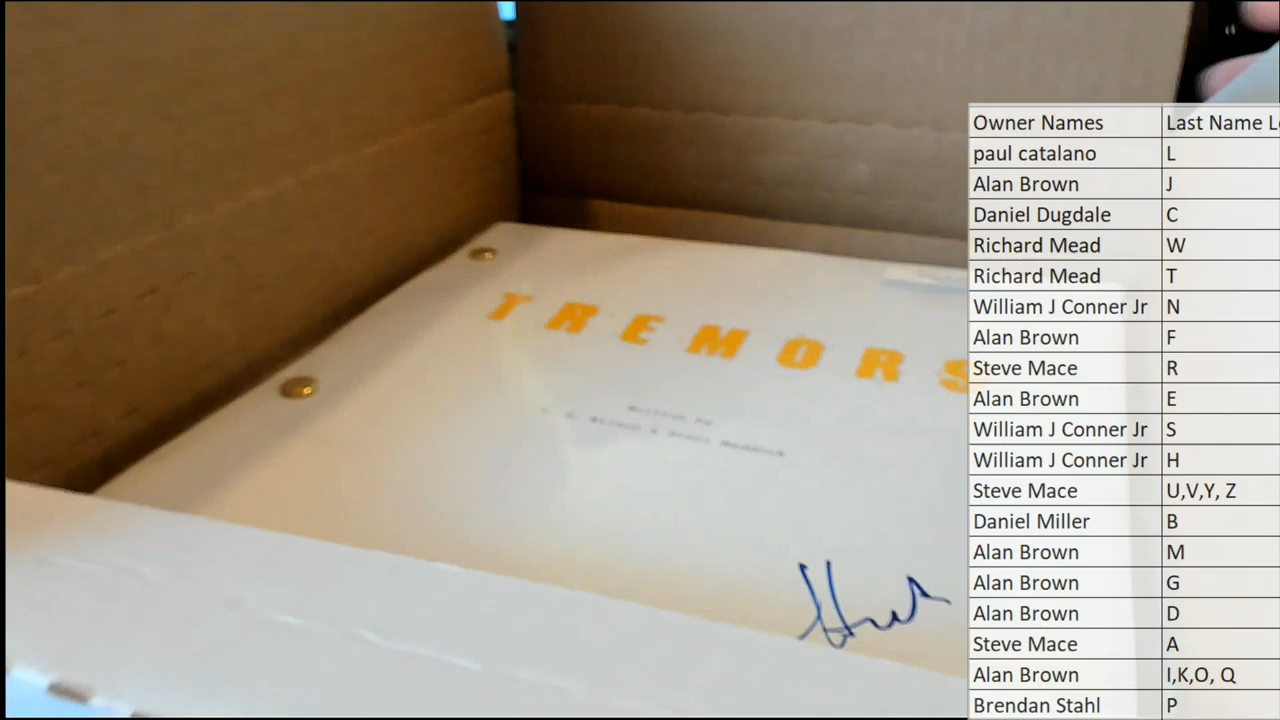 TREMORS
Written by
Owner Names Last Name L
paul catalano L
Alan Brown J
Daniel Dugdale C
Richard Mead W
Richard Mead T
William J Conner Jr N
Alan Brown F
Steve Mace R
Alan Brown E
William J Conner Jr S
William J Conner Jr H
Steve Mace U,V,Y, Z
Daniel Miller B
Alan Brown M
Alan Brown G
Alan Brown D
Steve Mace A
Alan Brown I,K,O, Q
Brendan Stahl P